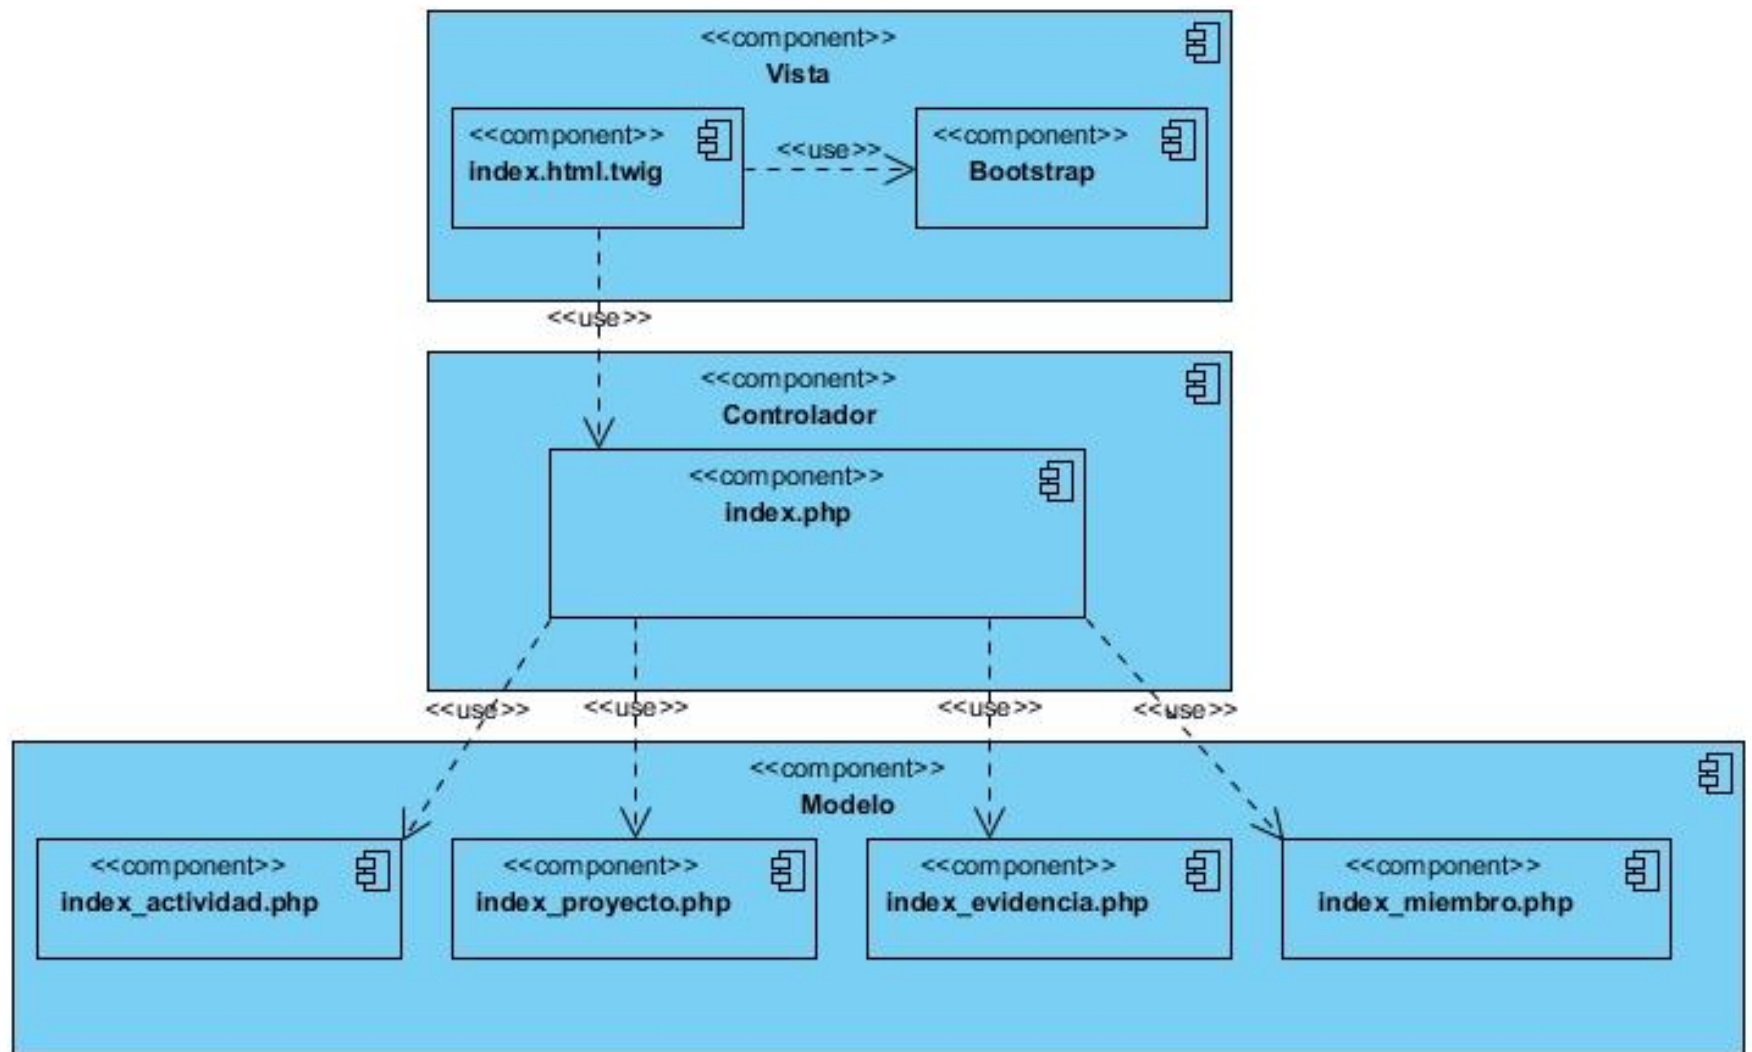 <<component>>
Vista
<<component>>
index.html.twig
<<use>>
<<component>>
Bootstrap
<<use>>
<<component>>
Controlador
<<component>>
index.php
<<use>>
<<use>>
<<use>>
<<use>>
<<component>>
Modelo
<<component>>
index_actividad.php
<<component>>
index_proyecto.php
<<component>>
index_evidencia.php
<<component>>
index_miembro.php